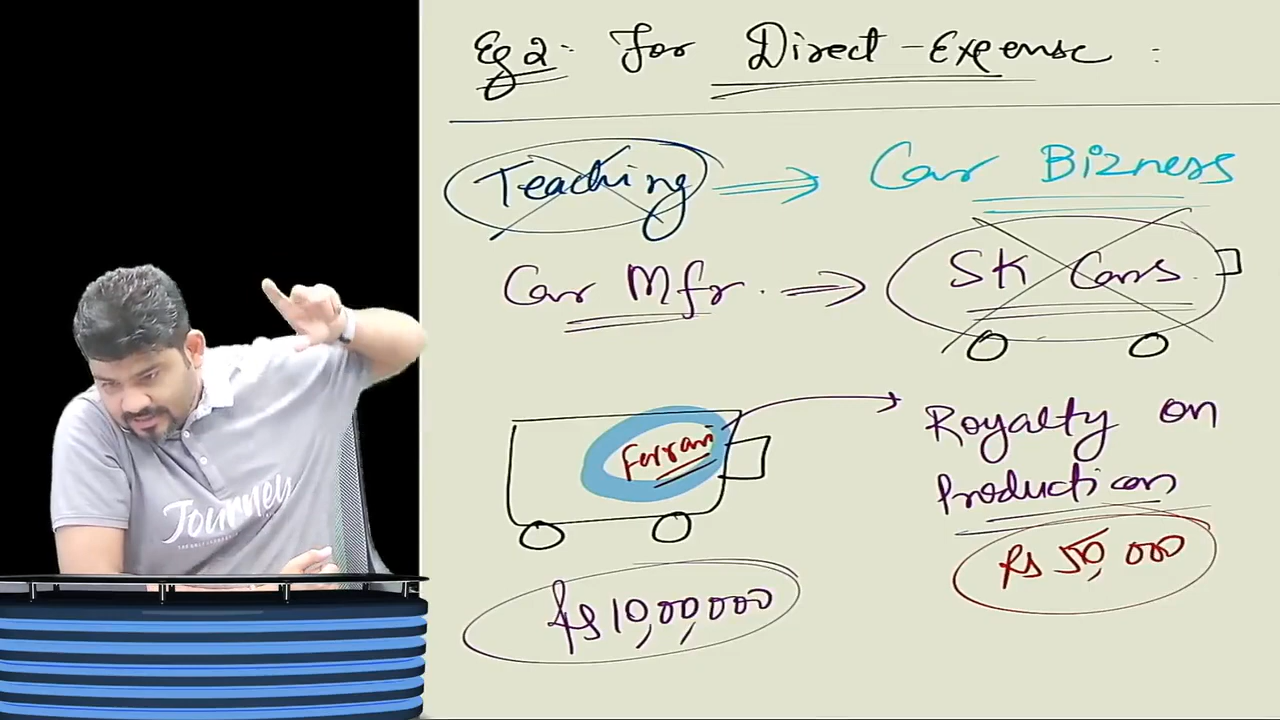 Eg 2: For Direct-Expense:
Teaching ⇒ Car Bizness
Car Mfr. ⇒ SK Cars.
Ferrari
Royalty on
Production
Rs 50,000
Rs 10,00,000
Journey